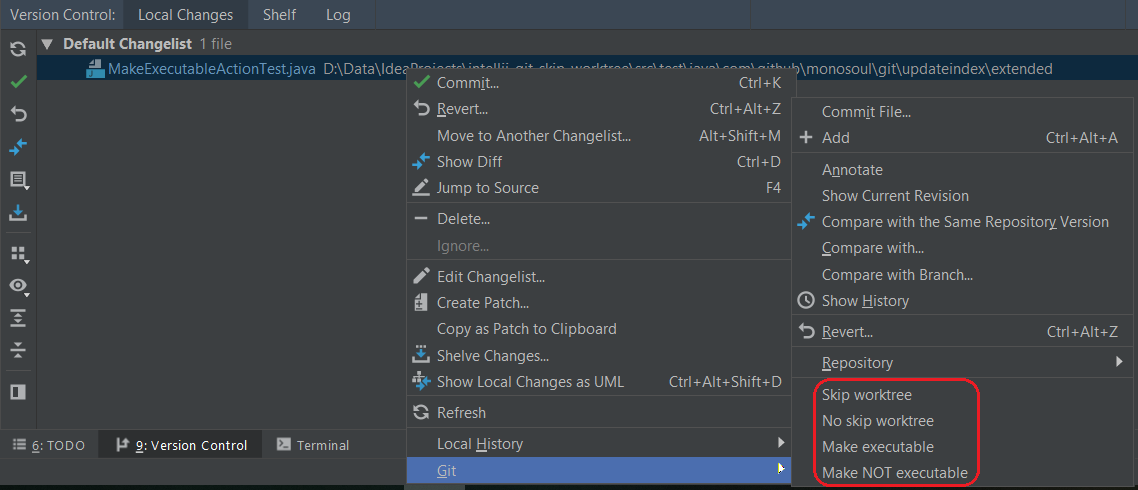 Version Control: Local Changes Shelf Log
Default Changelist 1 file
MakeExecutableActionTest.java D:\Data\IdeaProjects\intellij-git-skip-worktree\src\test\java\com\github\monosoul\git\updateindex\extended
Commit... Ctrl+K
Revert... Ctrl+Alt+Z
Move to Another Changelist... Alt+Shift+M
Show Diff Ctrl+D
Jump to Source F4
Delete...
Ignore...
Edit Changelist...
Create Patch...
Copy as Patch to Clipboard
Shelve Changes...
Show Local Changes as UML Ctrl+Alt+Shift+D
Refresh
Local History
Git
Commit File...
Add Ctrl+Alt+A
Annotate
Show Current Revision
Compare with the Same Repository Version
Compare with...
Compare with Branch...
Show History
Revert... Ctrl+Alt+Z
Repository
Skip worktree
No skip worktree
Make executable
Make NOT executable
6: TODO 9: Version Control Terminal